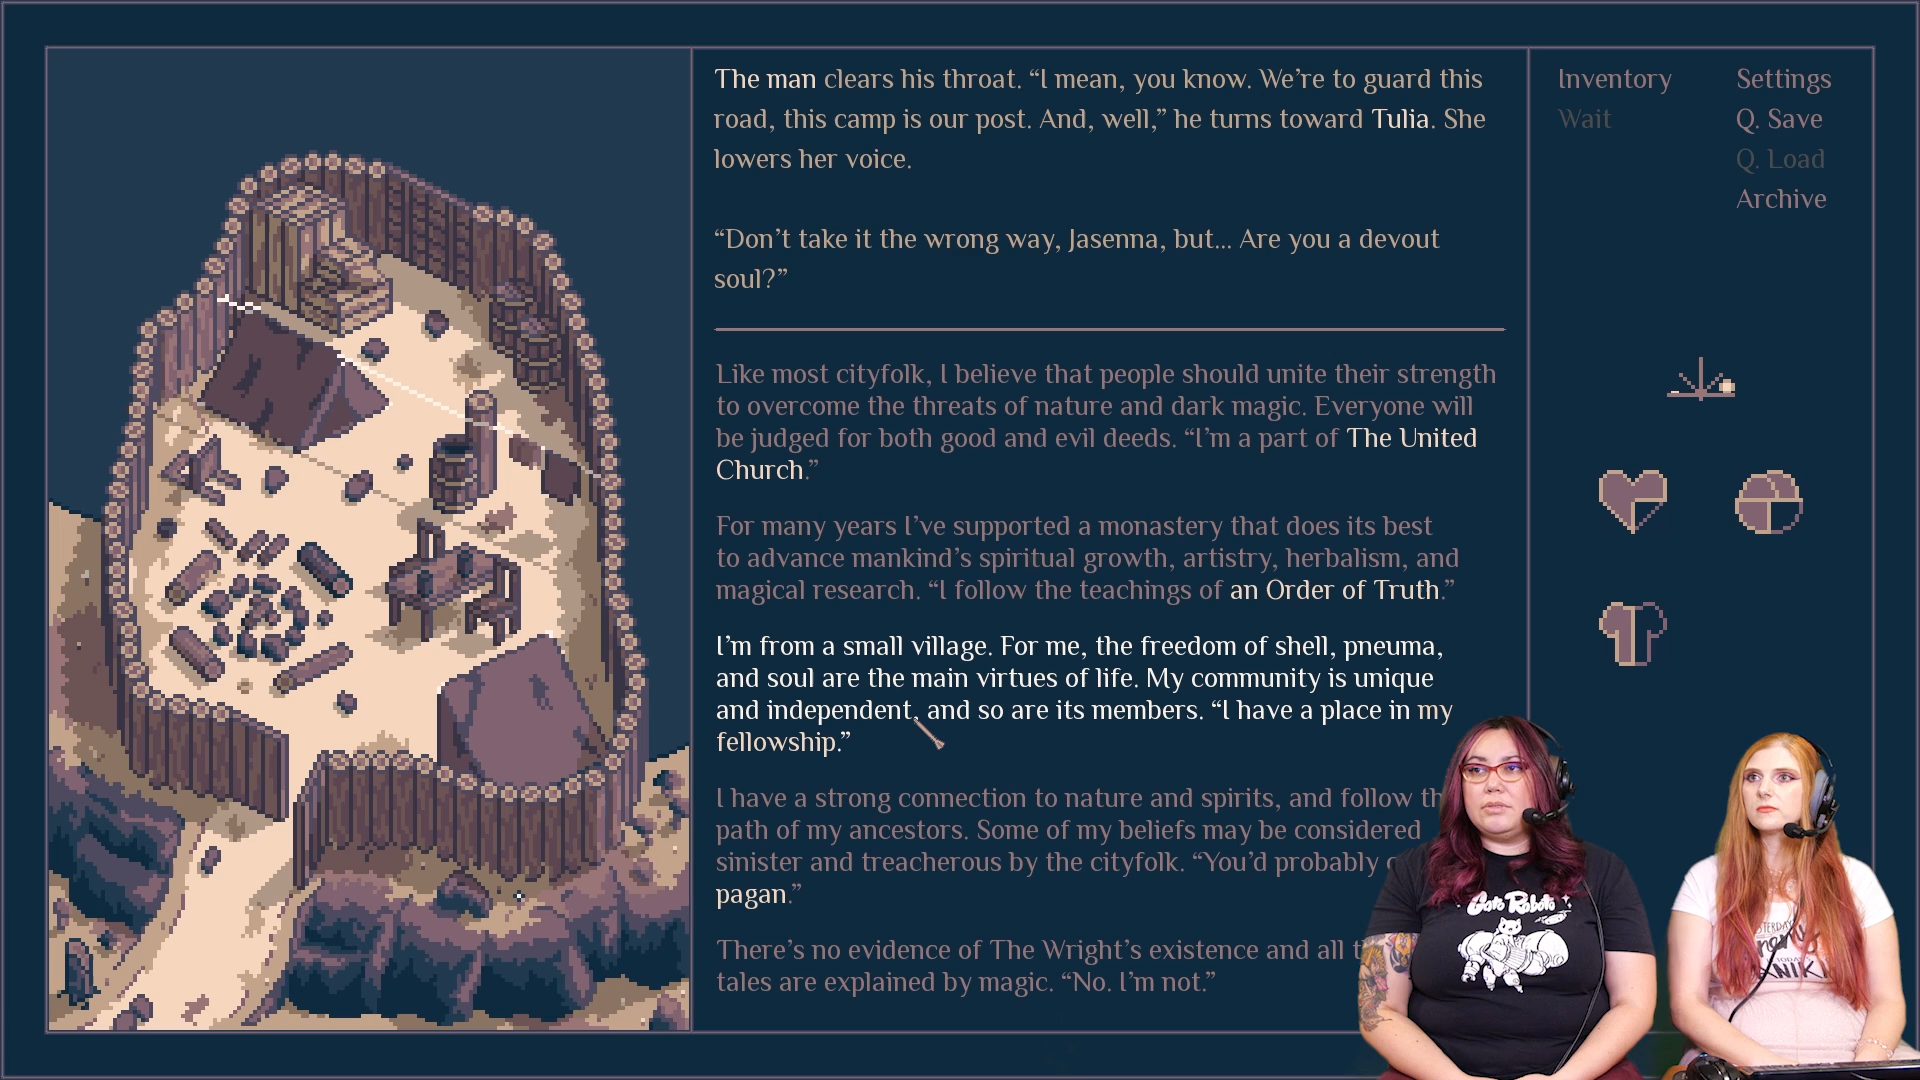 The man clears his throat. “I mean, you know. We’re to guard this
road, this camp is our post. And, well,” he turns toward Tulia. She
lowers her voice.
“Don’t take it the wrong way, Jasenna, but... Are you a devout
soul?”
Like most cityfolk, I believe that people should unite their strength
to overcome the threats of nature and dark magic. Everyone will
be judged for both good and evil deeds. “I’m a part of The United
Church.”
For many years I’ve supported a monastery that does its best
to advance mankind’s spiritual growth, artistry, herbalism, and
magical research. “I follow the teachings of an Order of Truth.”
I’m from a small village. For me, the freedom of shell, pneuma,
and soul are the main virtues of life. My community is unique
and independent, and so are its members. “I have a place in my
fellowship.”
I have a strong connection to nature and spirits, and follow
path of my ancestors. Some of my beliefs may be considered
sinister and treacherous by the cityfolk. “You’d probably
pagan.”
There’s no evidence of The Wright’s existence and all
tales are explained by magic. “No. I’m not.”
Inventory
Wait
Settings
Q. Save
Q. Load
Archive
Goto Roboto